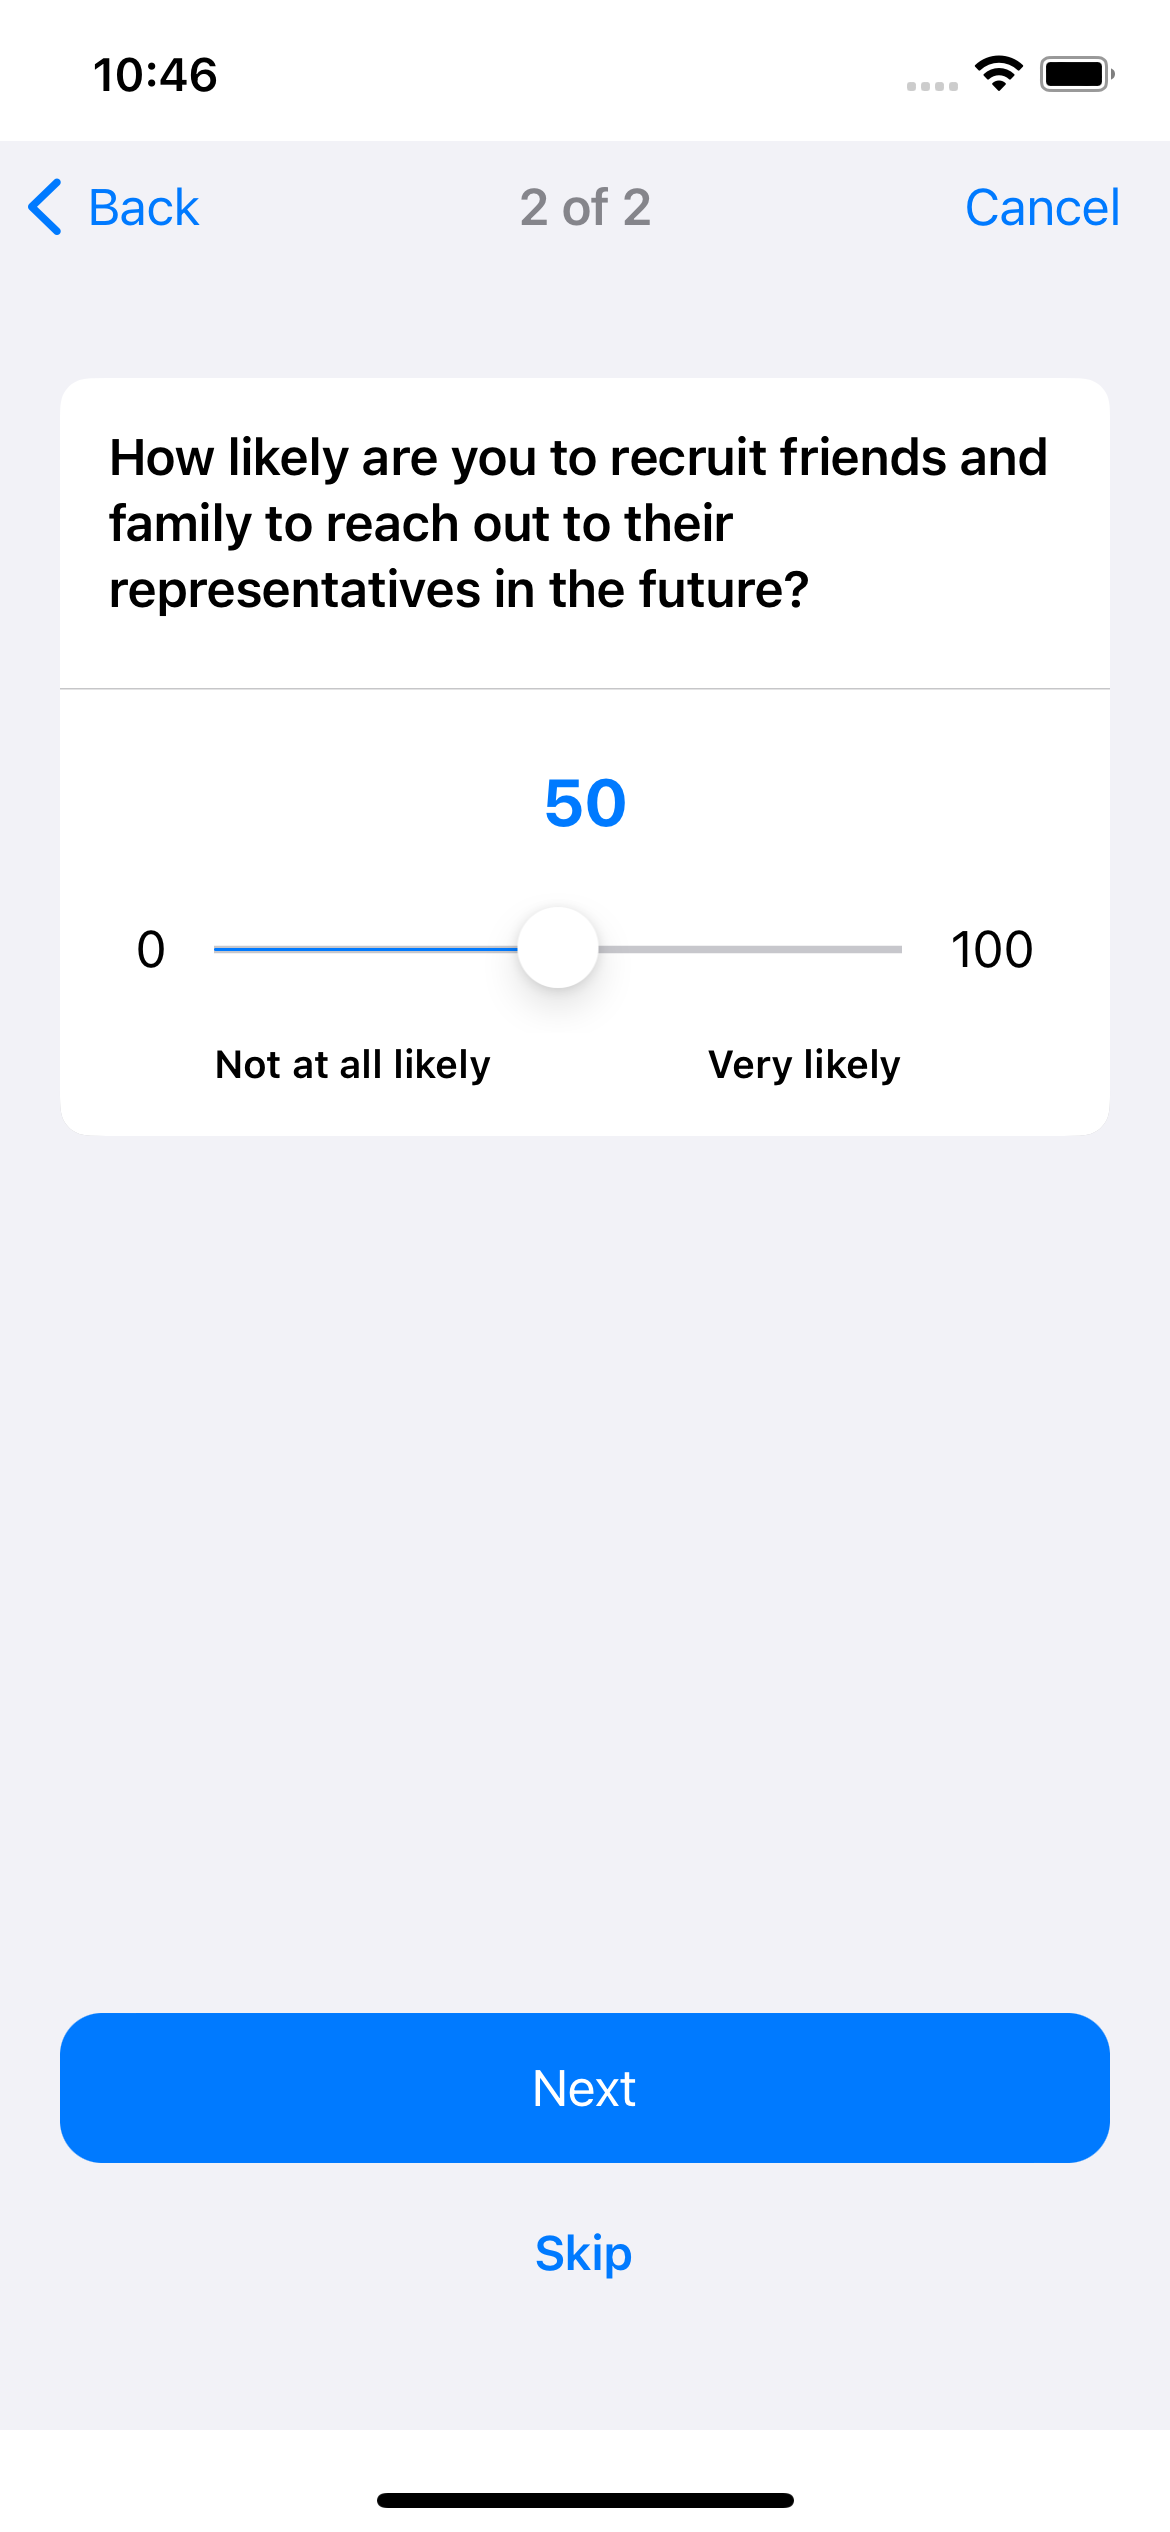 10:46
Back
2 of 2
Cancel
How likely are you to recruit friends and
family to reach out to their
representatives in the future?
50
0
100
Not at all likely
Very likely
Next
Skip